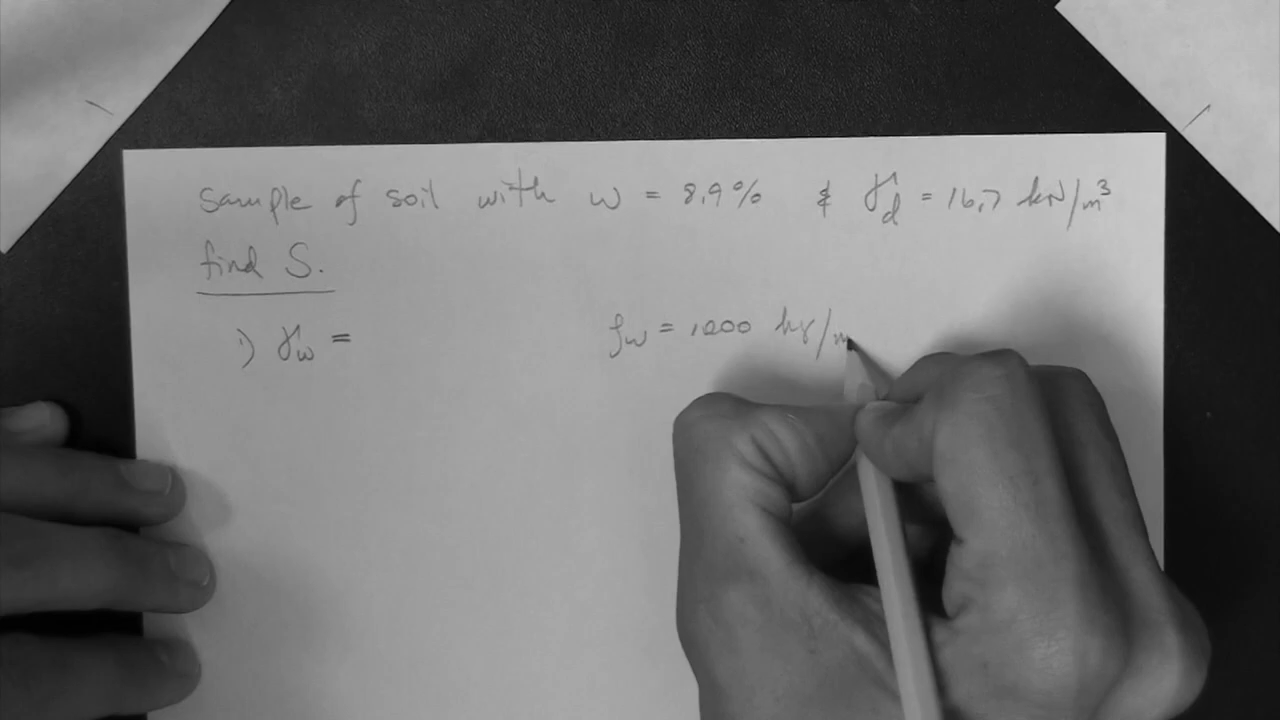 Sample of soil with w = 8.9% & γd = 16.7 kN/m³
find S.
1) γw = ρw = 1000 kg/m